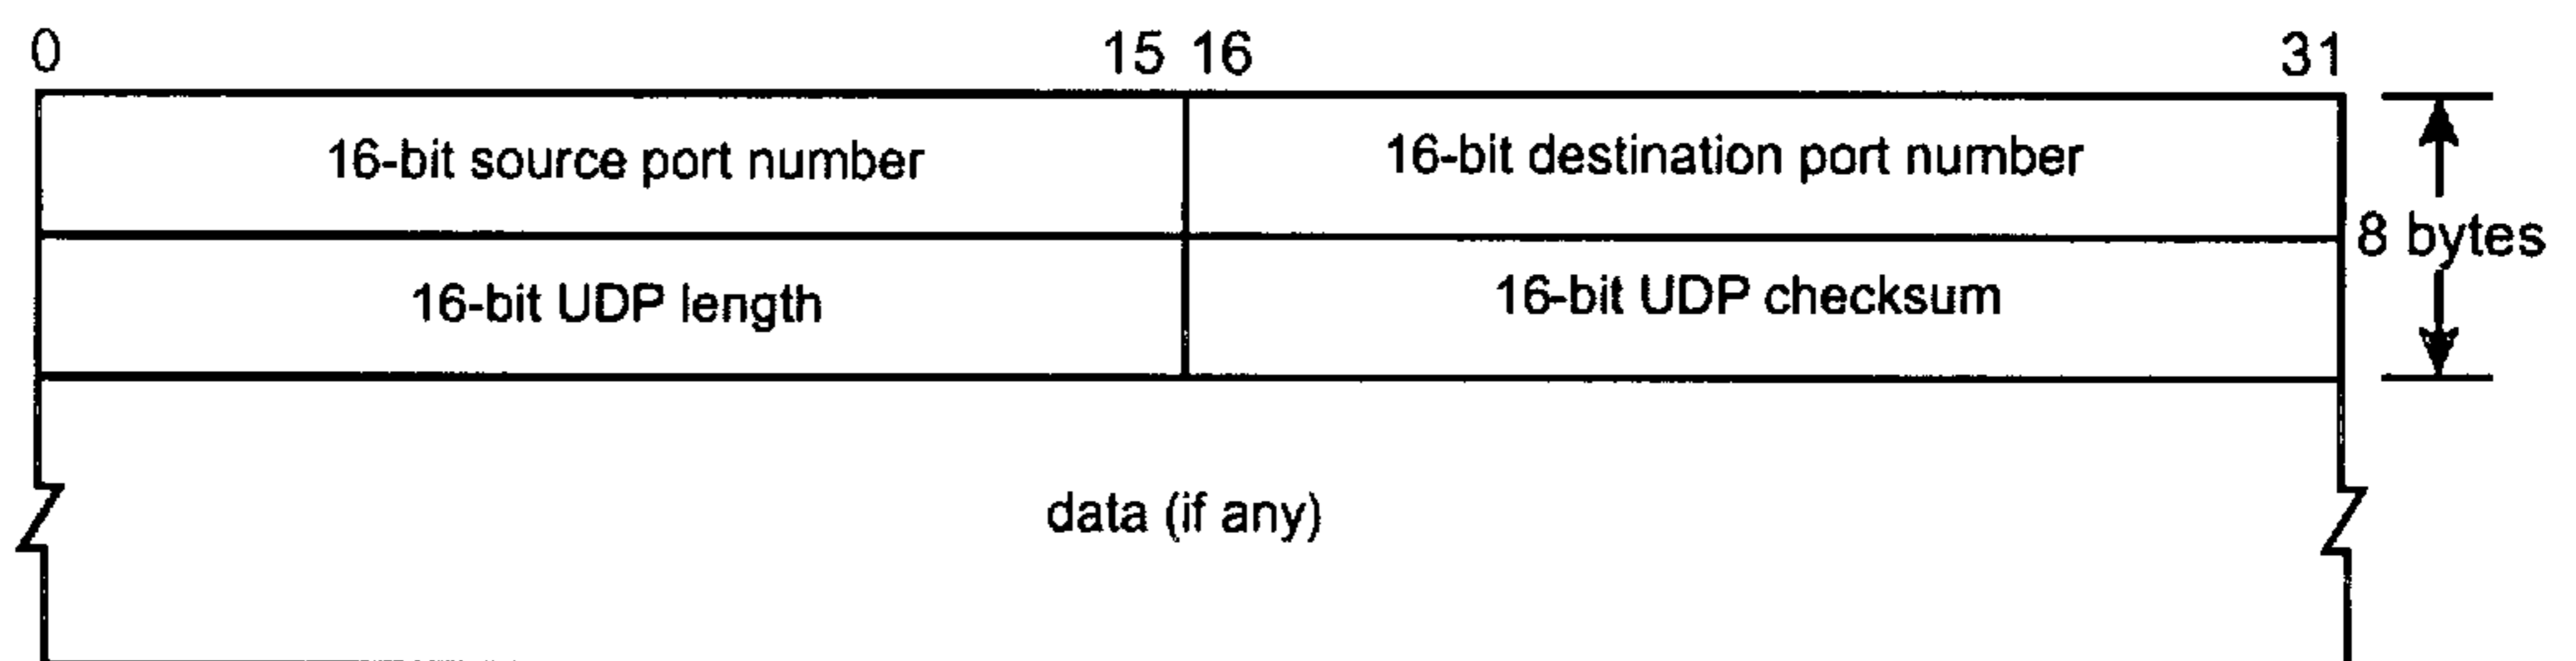 0 15 16 31
16-bit source port number 16-bit destination port number
8 bytes
16-bit UDP length 16-bit UDP checksum
data (if any)